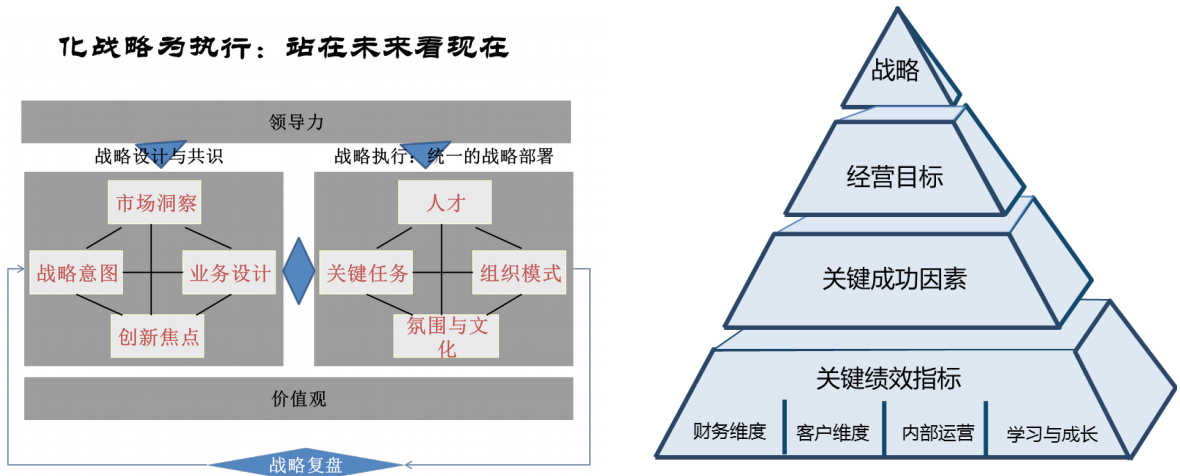 化战略为执行：站在未来看现在
领导力
战略设计与共识
战略执行：统一的战略部署
市场洞察
战略意图
业务设计
创新焦点
人才
关键任务
组织模式
氛围与文
化
价值观
战略复盘
战略
经营目标
关键成功因素
关键绩效指标
财务维度
客户维度
内部运营
学习与成长